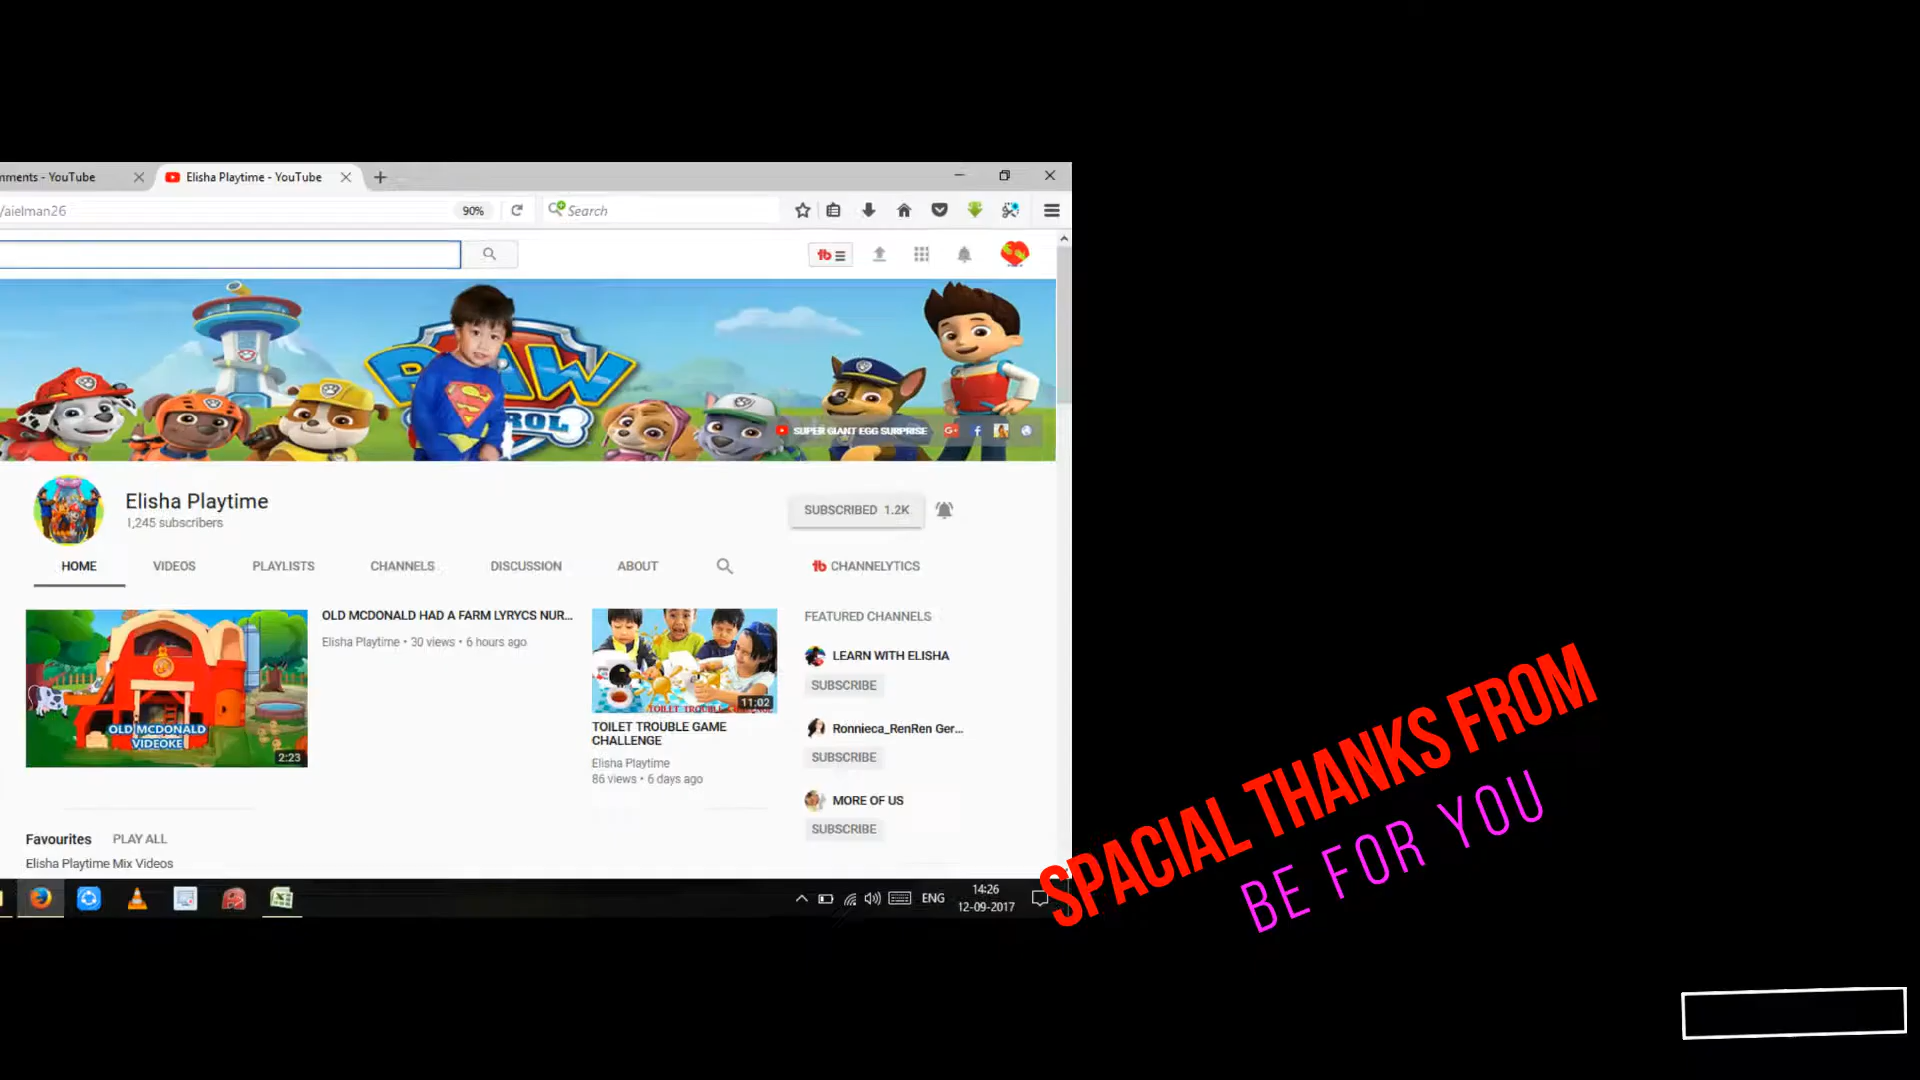 mments - YouTube
Elisha Playtime - YouTube
/aielman26
90%
Search
PAW
SUPER GIANT EGG SURPRISE
Elisha Playtime
1,245 subscribers
SUBSCRIBED 1.2K
HOME VIDEOS PLAYLISTS CHANNELS DISCUSSION ABOUT CHANNELYTICS
OLD MCDONALD
VIDEOKE
2:23
OLD MCDONALD HAD A FARM LYRYCS NUR...
Elisha Playtime • 30 views • 6 hours ago
11:02
TOILET TROUBLE GAME
CHALLENGE
Elisha Playtime
86 views • 6 days ago
FEATURED CHANNELS
LEARN WITH ELISHA
SUBSCRIBE
Ronnieca_RenRen Ger...
SUBSCRIBE
MORE OF US
SUBSCRIBE
Favourites PLAY ALL
Elisha Playtime Mix Videos
ENG
14:26
12-09-2017
SPACIAL THANKS FROM
BE FOR YOU